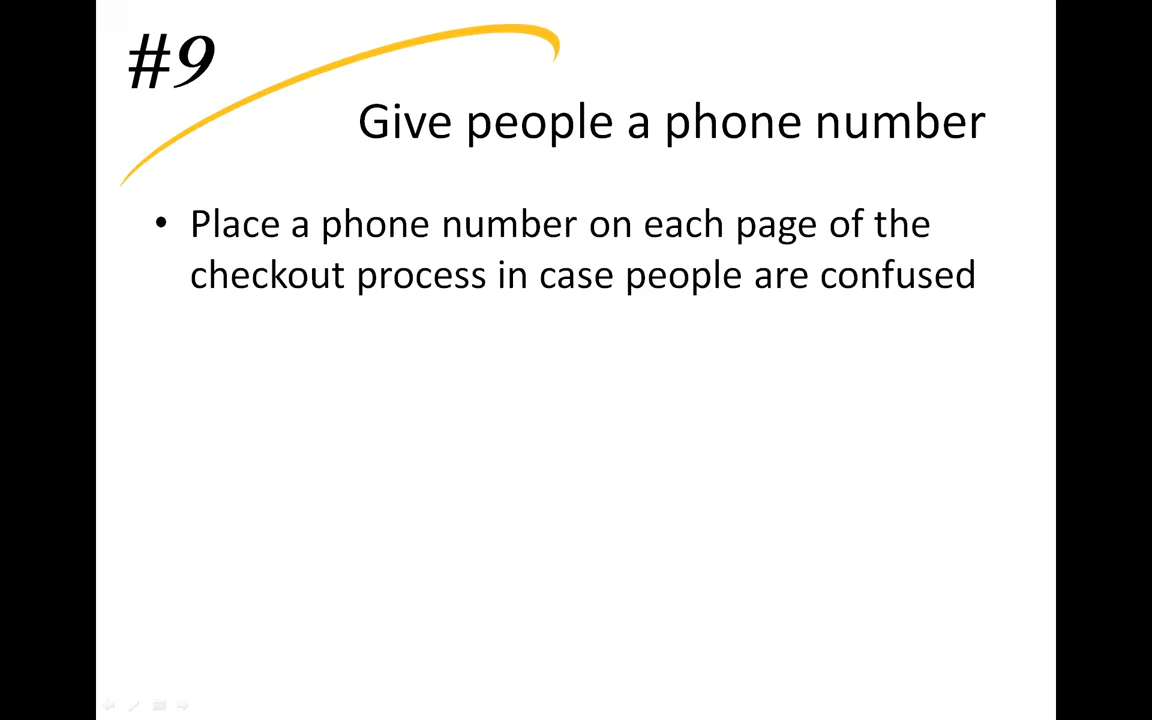 #9
Give people a phone number
• Place a phone number on each page of the
checkout process in case people are confused